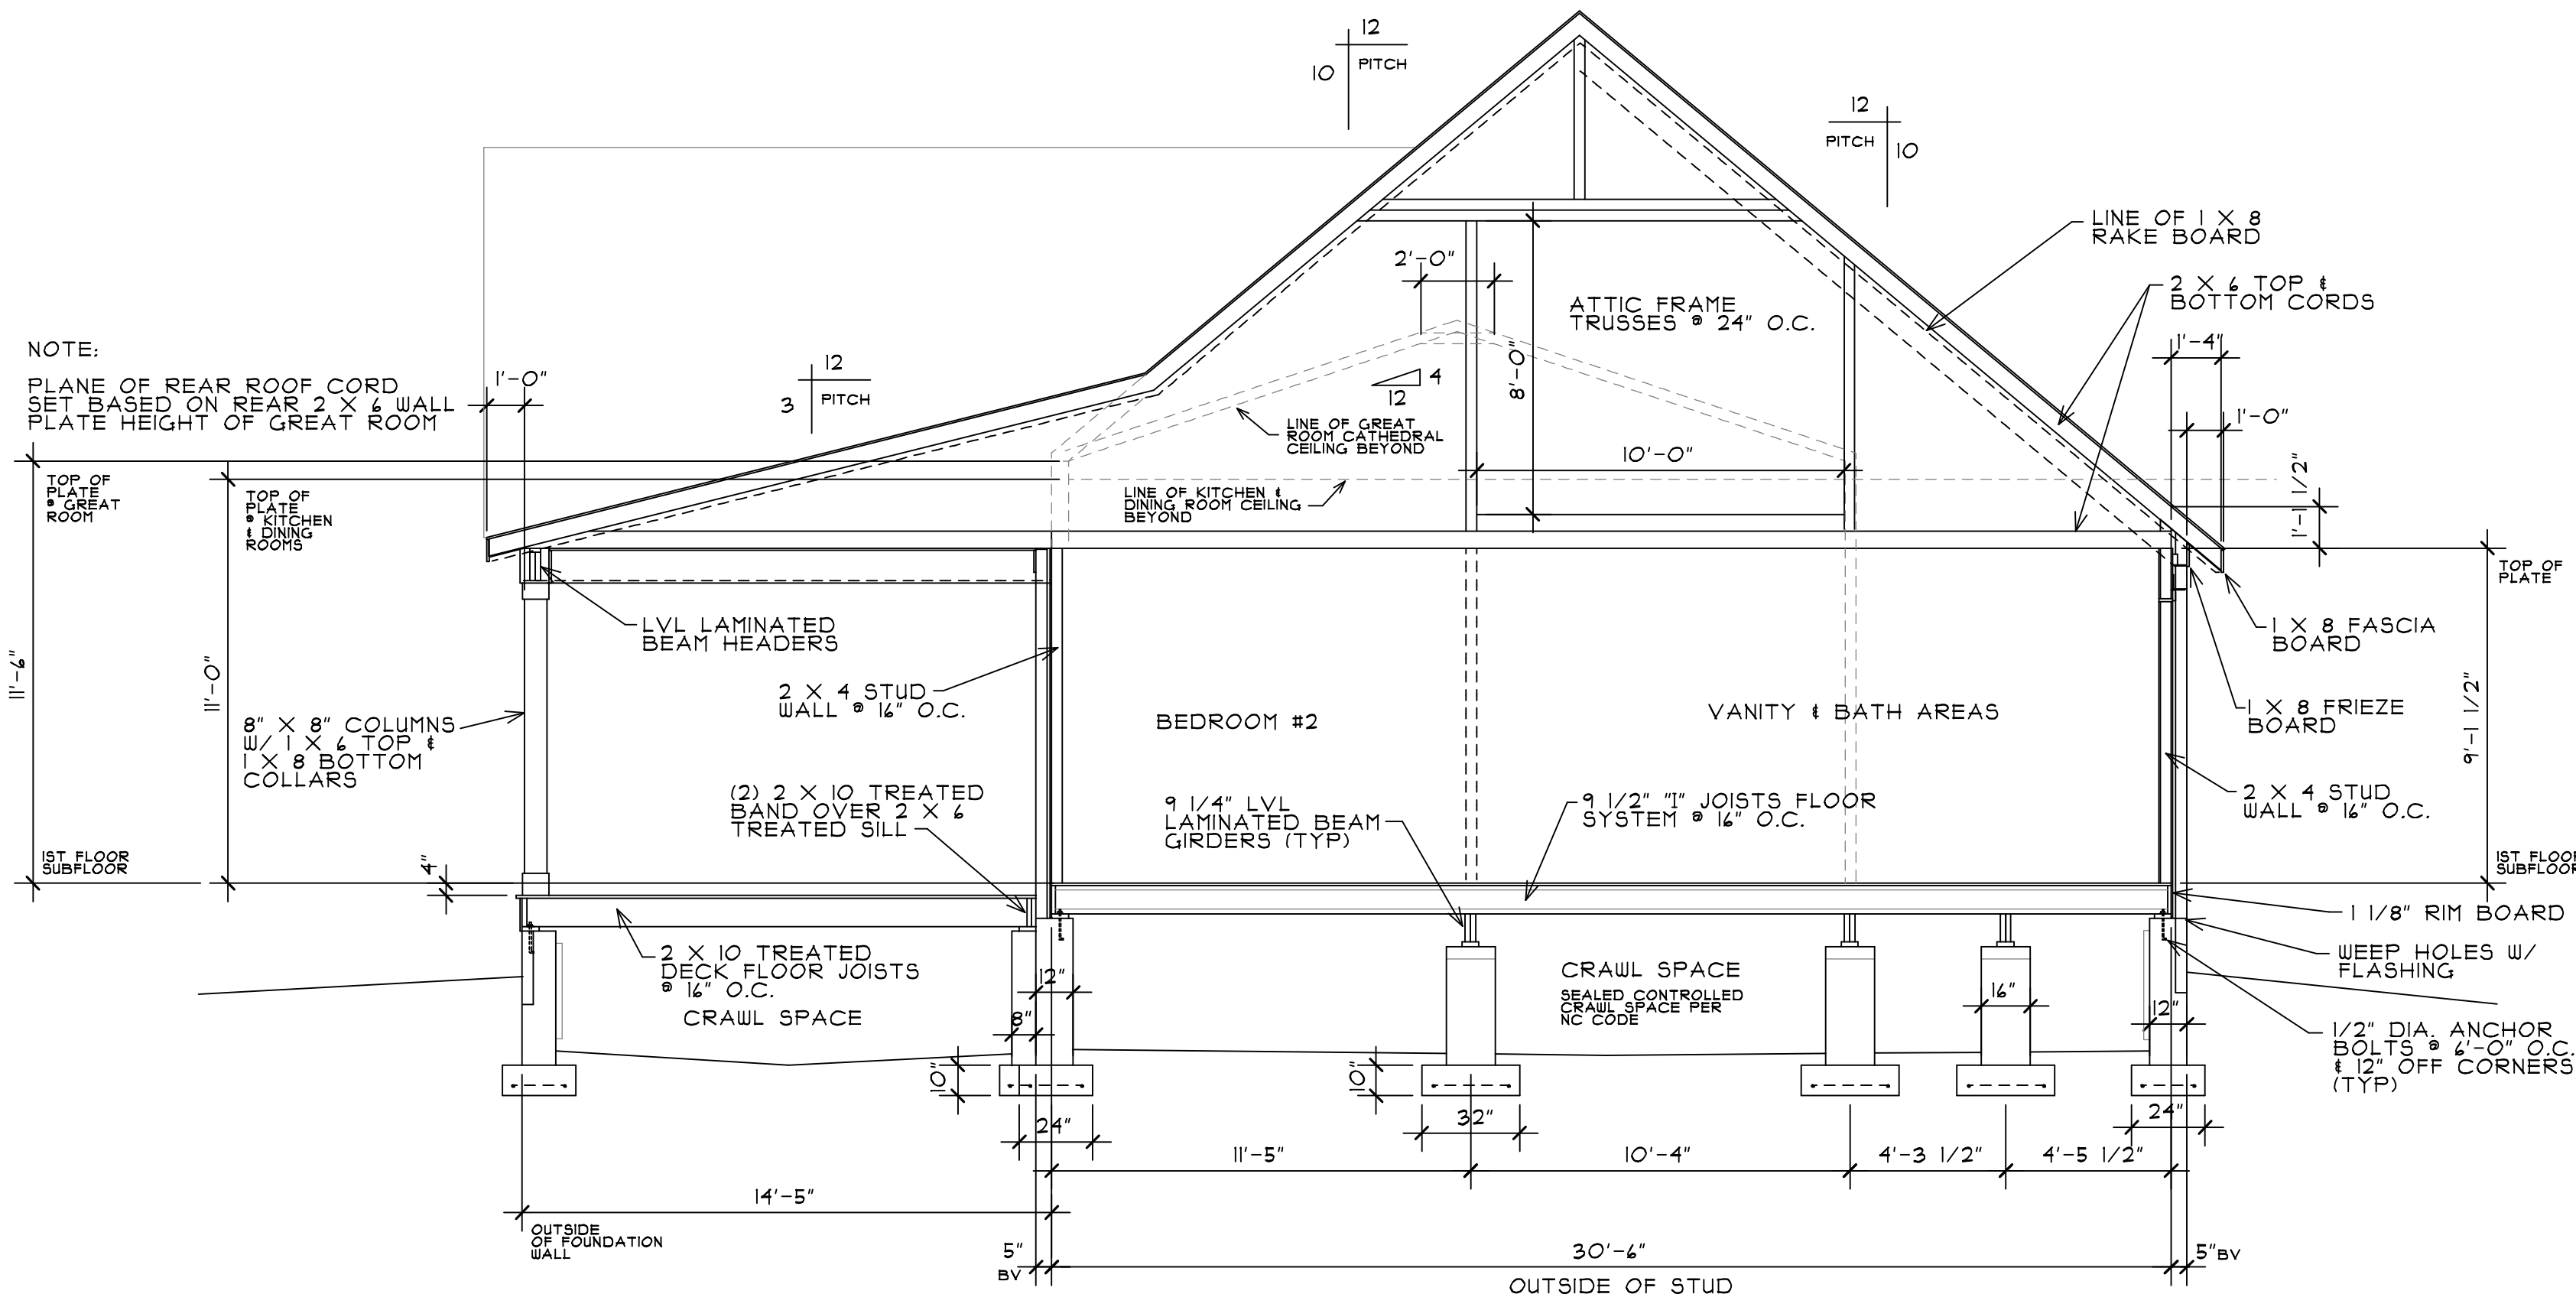 12
10
PITCH
12
PITCH
10
LINE OF 1 X 8
RAKE BOARD
2'-0"
2 X 6 TOP &
BOTTOM CORDS
ATTIC FRAME
TRUSSES @ 24" O.C.
1'-4"
NOTE:
PLANE OF REAR ROOF CORD
SET BASED ON REAR 2 X 6 WALL
PLATE HEIGHT OF GREAT ROOM
1'-0"
12
3
PITCH
8'-0"
4
12
1'-0"
LINE OF GREAT
ROOM CATHEDRAL
CEILING BEYOND
10'-0"
1'-1 1/2"
TOP OF
PLATE
@ GREAT
ROOM
TOP OF
PLATE
@ KITCHEN
& DINING
ROOMS
LINE OF KITCHEN &
DINING ROOM CEILING
BEYOND
TOP OF
PLATE
LVL LAMINATED
BEAM HEADERS
1 X 8 FASCIA
BOARD
11'-6"
11'-0"
2 X 4 STUD
WALL @ 16" O.C.
8" X 8" COLUMNS
W/ 1 X 6 TOP &
1 X 8 BOTTOM
COLLARS
BEDROOM #2
VANITY & BATH AREAS
1 X 8 FRIEZE
BOARD
9'-1 1/2"
(2) 2 X 10 TREATED
BAND OVER 2 X 6
TREATED SILL
9 1/4" LVL
LAMINATED BEAM
GIRDERS (TYP)
9 1/2" "I" JOISTS FLOOR
SYSTEM @ 16" O.C.
2 X 4 STUD
WALL @ 16" O.C.
1ST FLOOR
SUBFLOOR
4"
1ST FLOOR
SUBFLOOR
1 1/8" RIM BOARD
2 X 10 TREATED
DECK FLOOR JOISTS
@ 16" O.C.
CRAWL SPACE
12"
8"
CRAWL SPACE
SEALED CONTROLLED
CRAWL SPACE PER
NC CODE
16"
12"
WEEP HOLES W/
FLASHING
1/2" DIA. ANCHOR
BOLTS @ 6'-0" O.C.
& 12" OFF CORNERS
(TYP)
10"
10"
24"
32"
24"
11'-5"
10'-4"
4'-3 1/2"
4'-5 1/2"
14'-5"
OUTSIDE
OF FOUNDATION
WALL
5"
BV
30'-6"
5" BV
OUTSIDE OF STUD